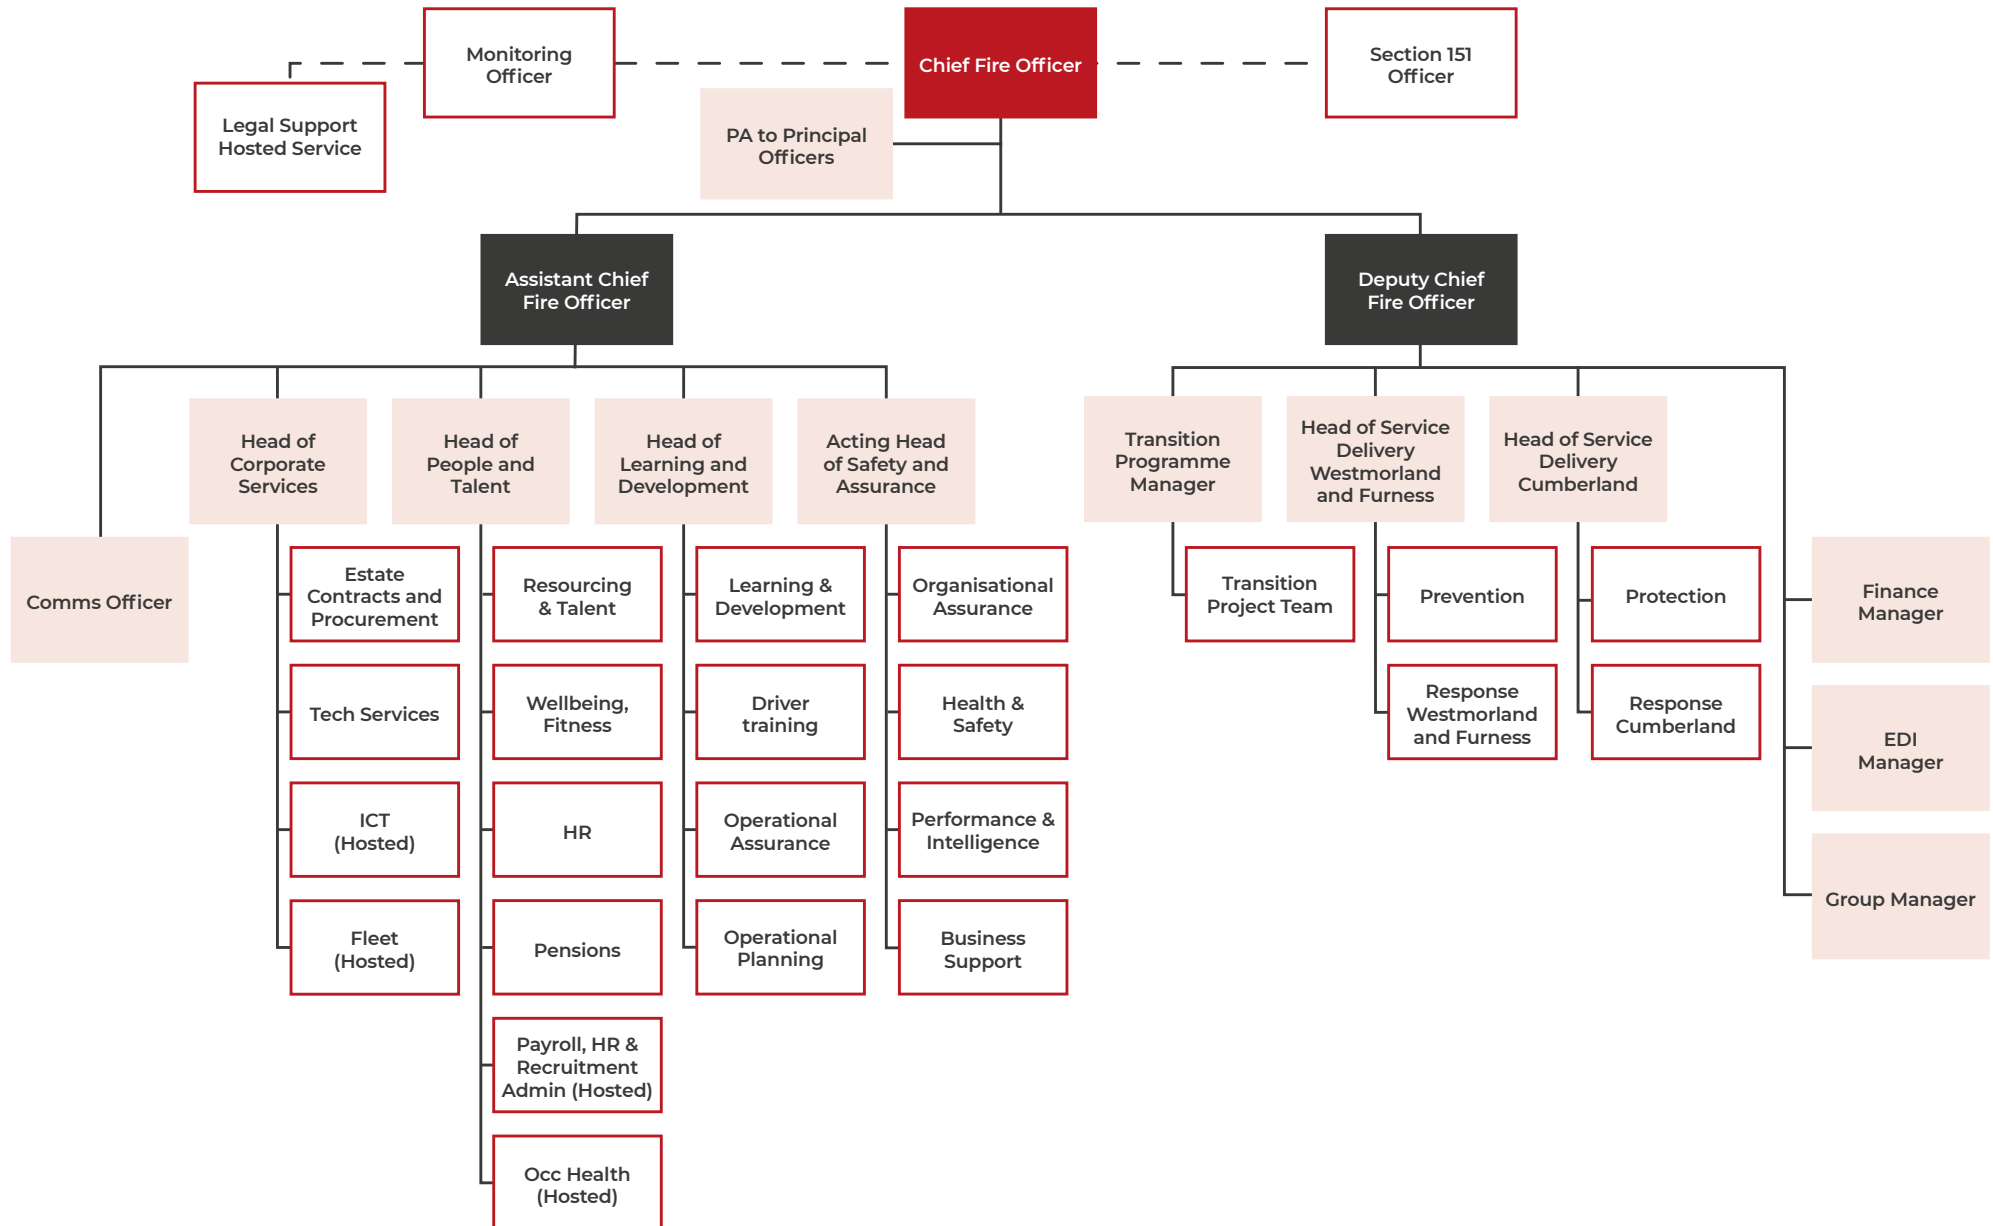 Monitoring
Officer
Chief Fire Officer
Section 151
Officer
Legal Support
Hosted Service
PA to Principal
Officers
Assistant Chief
Fire Officer
Deputy Chief
Fire Officer
Head of
Corporate
Services
Head of
People and
Talent
Head of
Learning and
Development
Acting Head
of Safety and
Assurance
Transition
Programme
Manager
Head of Service
Delivery
Westmorland
and Furness
Head of Service
Delivery
Cumberland
Comms Officer
Estate
Contracts and
Procurement
Resourcing
& Talent
Learning &
Development
Organisational
Assurance
Transition
Project Team
Prevention
Protection
Finance
Manager
Tech Services
Wellbeing,
Fitness
Driver
training
Health &
Safety
Response
Westmorland
and Furness
Response
Cumberland
EDI
Manager
ICT
(Hosted)
HR
Operational
Assurance
Performance &
Intelligence
Group Manager
Fleet
(Hosted)
Pensions
Operational
Planning
Business
Support
Payroll, HR &
Recruitment
Admin (Hosted)
Occ Health
(Hosted)